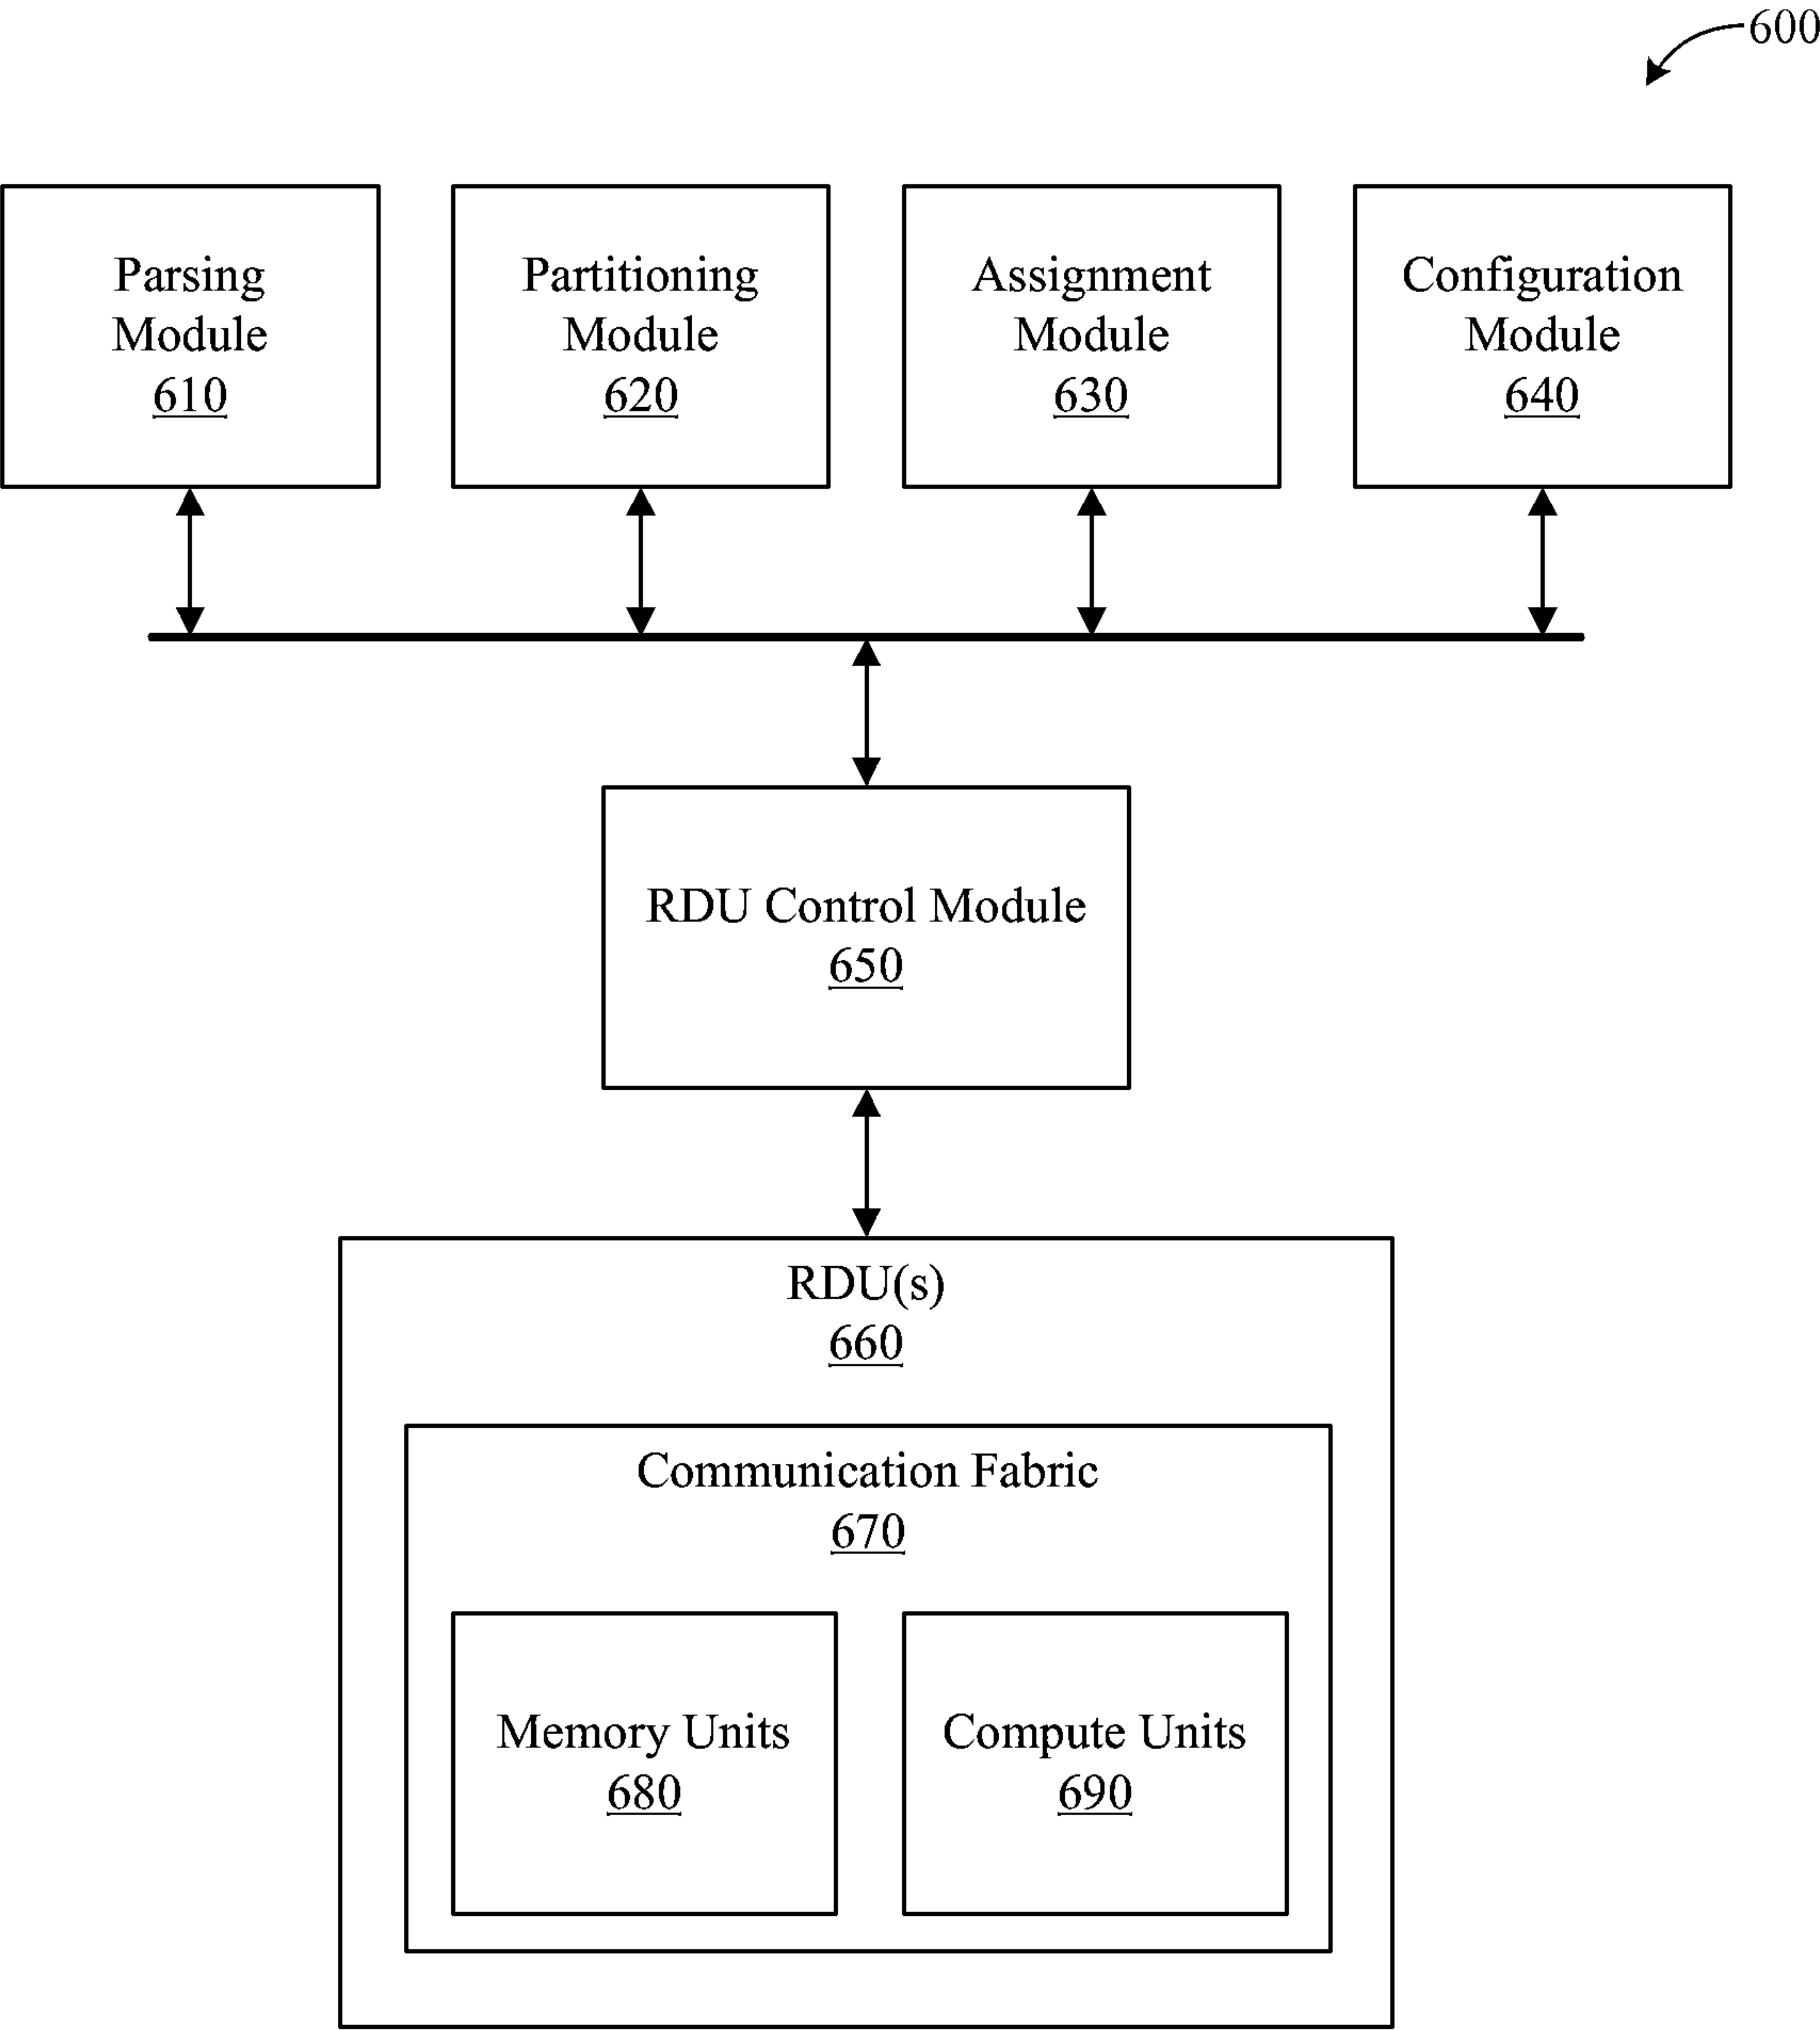 600
Parsing
Module
610
Partitioning
Module
620
Assignment
Module
630
Configuration
Module
640
RDU Control Module
650
RDU(s)
660
Communication Fabric
670
Memory Units
680
Compute Units
690